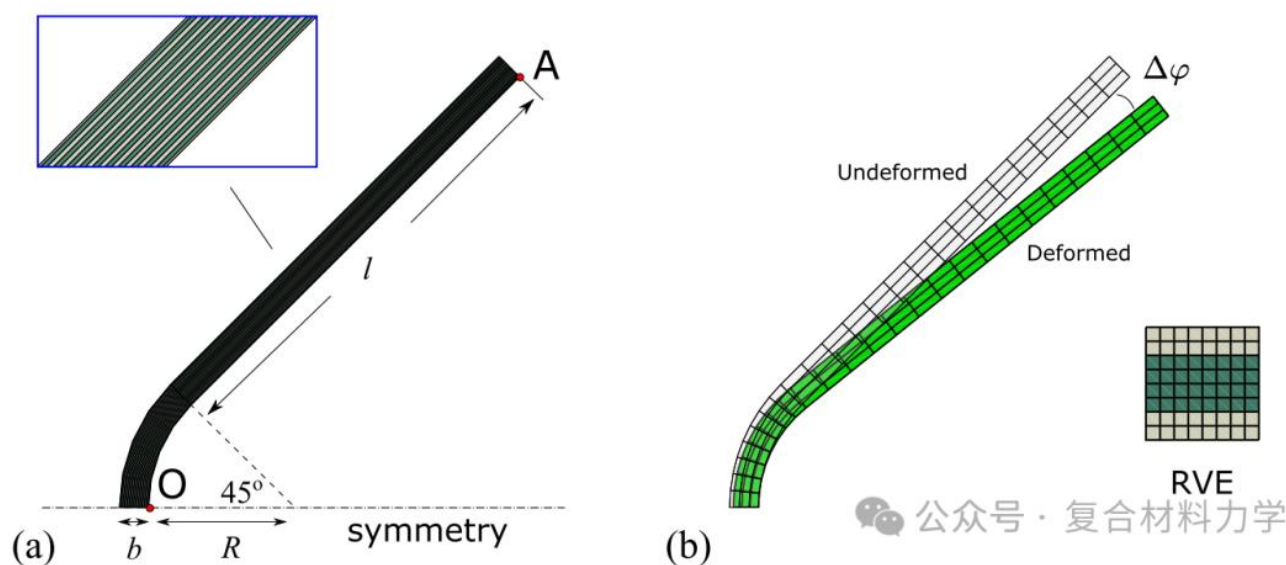 A
l
O
45°
symmetry
(a)
b
R
Δφ
Undeformed
Deformed
RVE
(b)
公众号 · 复合材料力学